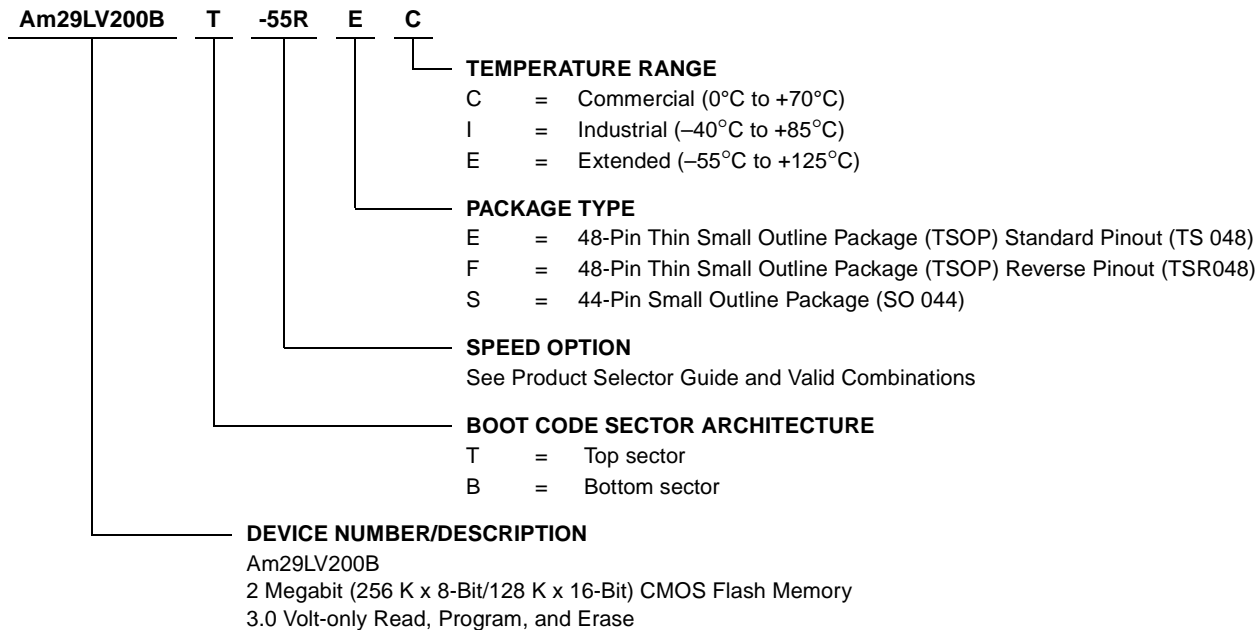 Am29LV200B T -55R E C
TEMPERATURE RANGE
C = Commercial (0°C to +70°C)
I = Industrial (–40°C to +85°C)
E = Extended (–55°C to +125°C)
PACKAGE TYPE
E = 48-Pin Thin Small Outline Package (TSOP) Standard Pinout (TS 048)
F = 48-Pin Thin Small Outline Package (TSOP) Reverse Pinout (TSR048)
S = 44-Pin Small Outline Package (SO 044)
SPEED OPTION
See Product Selector Guide and Valid Combinations
BOOT CODE SECTOR ARCHITECTURE
T = Top sector
B = Bottom sector
DEVICE NUMBER/DESCRIPTION
Am29LV200B
2 Megabit (256 K x 8-Bit/128 K x 16-Bit) CMOS Flash Memory
3.0 Volt-only Read, Program, and Erase